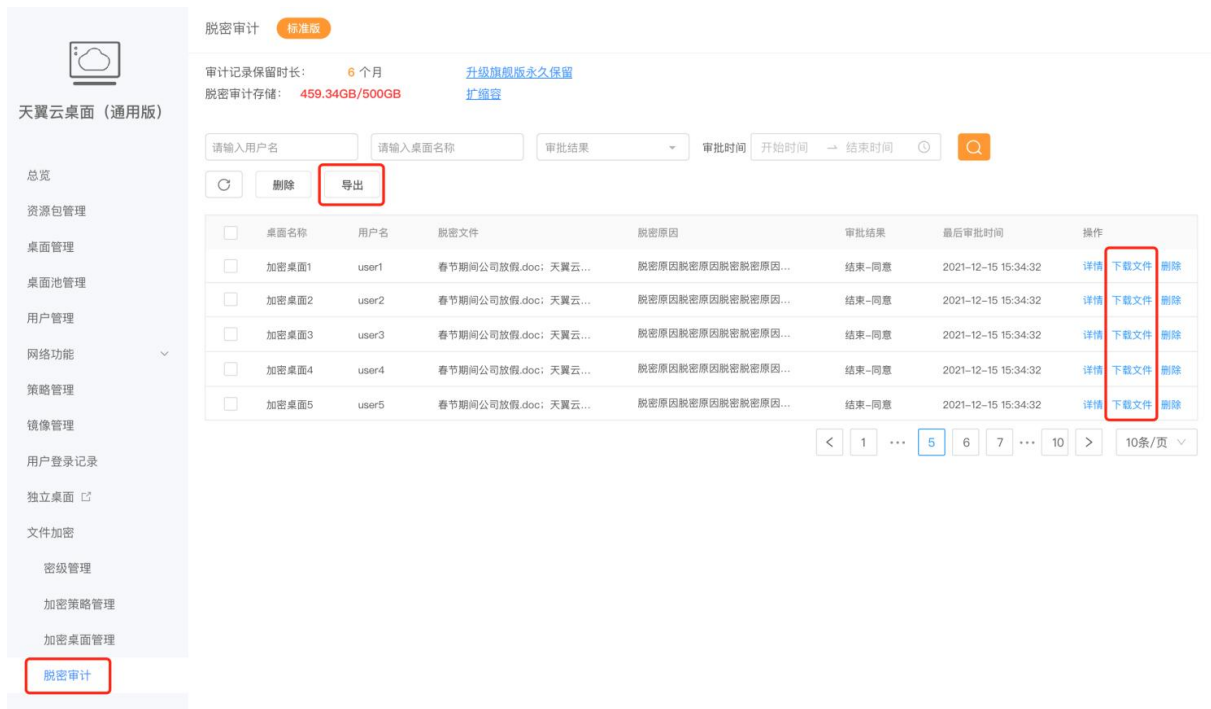 脱密审计 标准版
天翼云桌面（通用版）
审计记录保留时长： 6 个月 升级旗舰版永久保留
脱密审计存储： 459.34GB/500GB 扩缩容
请输入用户名 请输入桌面名称 审批结果 审批时间 开始时间 → 结束时间
删除 导出
总览
资源包管理
桌面管理
桌面池管理
用户管理
网络功能
策略管理
镜像管理
用户登录记录
独立桌面
文件加密
密级管理
加密策略管理
加密桌面管理
脱密审计
桌面名称 用户名 脱密文件 脱密原因 审批结果 最后审批时间 操作
加密桌面1 user1 春节期间公司放假.doc；天翼云... 脱密原因脱密原因脱密脱密原因... 结束–同意 2021–12–15 15:34:32 详情 下载文件 删除
加密桌面2 user2 春节期间公司放假.doc；天翼云... 脱密原因脱密原因脱密脱密原因... 结束–同意 2021–12–15 15:34:32 详情 下载文件 删除
加密桌面3 user3 春节期间公司放假.doc；天翼云... 脱密原因脱密原因脱密脱密原因... 结束–同意 2021–12–15 15:34:32 详情 下载文件 删除
加密桌面4 user4 春节期间公司放假.doc；天翼云... 脱密原因脱密原因脱密脱密原因... 结束–同意 2021–12–15 15:34:32 详情 下载文件 删除
加密桌面5 user5 春节期间公司放假.doc；天翼云... 脱密原因脱密原因脱密脱密原因... 结束–同意 2021–12–15 15:34:32 详情 下载文件 删除
< 1 ••• 5 6 7 ••• 10 > 10条/页